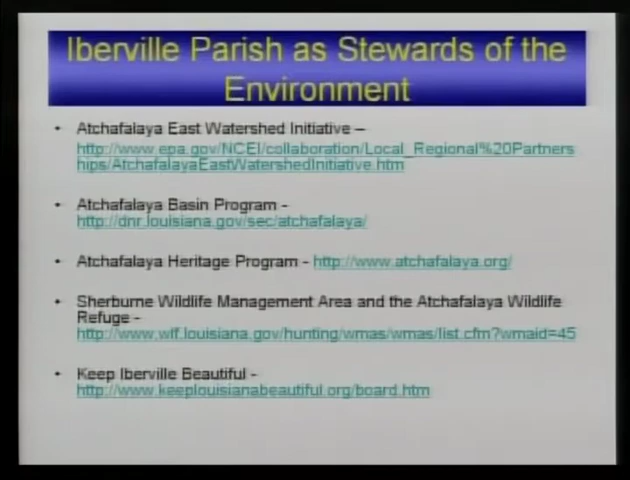 Iberville Parish as Stewards of the
Environment
• Atchafalaya East Watershed Initiative –
http://www.epa.gov/NCEI/collaboration/Local_Regional%20Partners
hips/AtchafalayaEastWatershedInitiative.htm
• Atchafalaya Basin Program -
http://dnr.louisiana.gov/sec/atchafalaya/
• Atchafalaya Heritage Program - http://www.atchafalaya.org/
• Sherburne Wildlife Management Area and the Atchafalaya Wildlife
Refuge -
http://www.wlf.louisiana.gov/hunting/wmas/wmas/list.cfm?wmaid=45
• Keep Iberville Beautiful -
http://www.keeplouisianabeautiful.org/board.htm